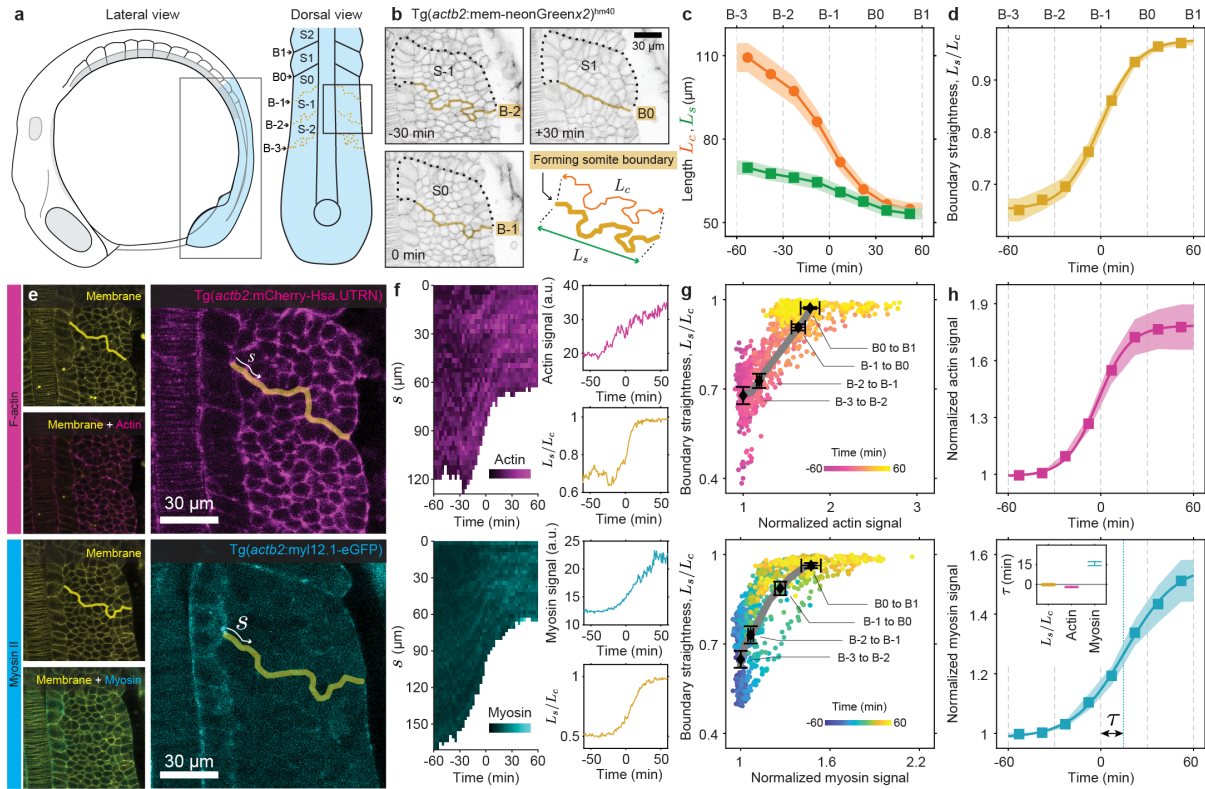 a
Lateral view
Dorsal view
S2
B1
S1
B0
S0
B-1
S-1
B-2
S-2
B-3
b
Tg(actb2:mem-neonGreenx2)hm40
30 µm
S-1
B-2
-30 min
S1
B0
+30 min
S0
B-1
0 min
Forming somite boundary
Lc
Ls
c
B-3 B-2 B-1 B0 B1
Length Lc, Ls (µm)
110
80
50
-60 -30 0 30 60
Time (min)
d
B-3 B-2 B-1 B0 B1
Boundary straightness, Ls/Lc
0.9
0.8
0.7
-60 0 60
Time (min)
e
F-actin
Membrane
Membrane + Actin
Tg(actb2:mCherry-Hsa.UTRN)
s
30 µm
Myosin II
Membrane
Membrane + Myosin
Tg(actb2:myl12.1-eGFP)
s
30 µm
f
s (µm)
0
30
60
90
120
Actin
-60 -30 0 30 60
Time (min)
Actin signal (a.u.)
40
30
20
-50 0 50
Time (min)
Ls/Lc
1
0.8
0.6
-50 0 50
Time (min)
s (µm)
0
50
100
150
Myosin
-60 -30 0 30 60
Time (min)
Myosin signal (a.u.)
25
20
15
10
-50 0 50
Time (min)
Ls/Lc
1
0.5
-50 0 50
Time (min)
g
Boundary straightness, Ls/Lc
1
0.7
0.4
B0 to B1
B-1 to B0
B-2 to B-1
B-3 to B-2
Time (min)
-60 60
1 2 3
Normalized actin signal
Boundary straightness, Ls/Lc
1
0.7
0.4
B0 to B1
B-1 to B0
B-2 to B-1
B-3 to B-2
Time (min)
-60 60
1 1.6 2.2
Normalized myosin signal
h
Normalized actin signal
1.9
1.6
1.3
1
-60 -30 0 30 60
Time (min)
Normalized myosin signal
1.6
1.4
1.2
1
τ (min)
15
0
Ls/Lc
Actin
Myosin
τ
-60 -30 0 30 60
Time (min)